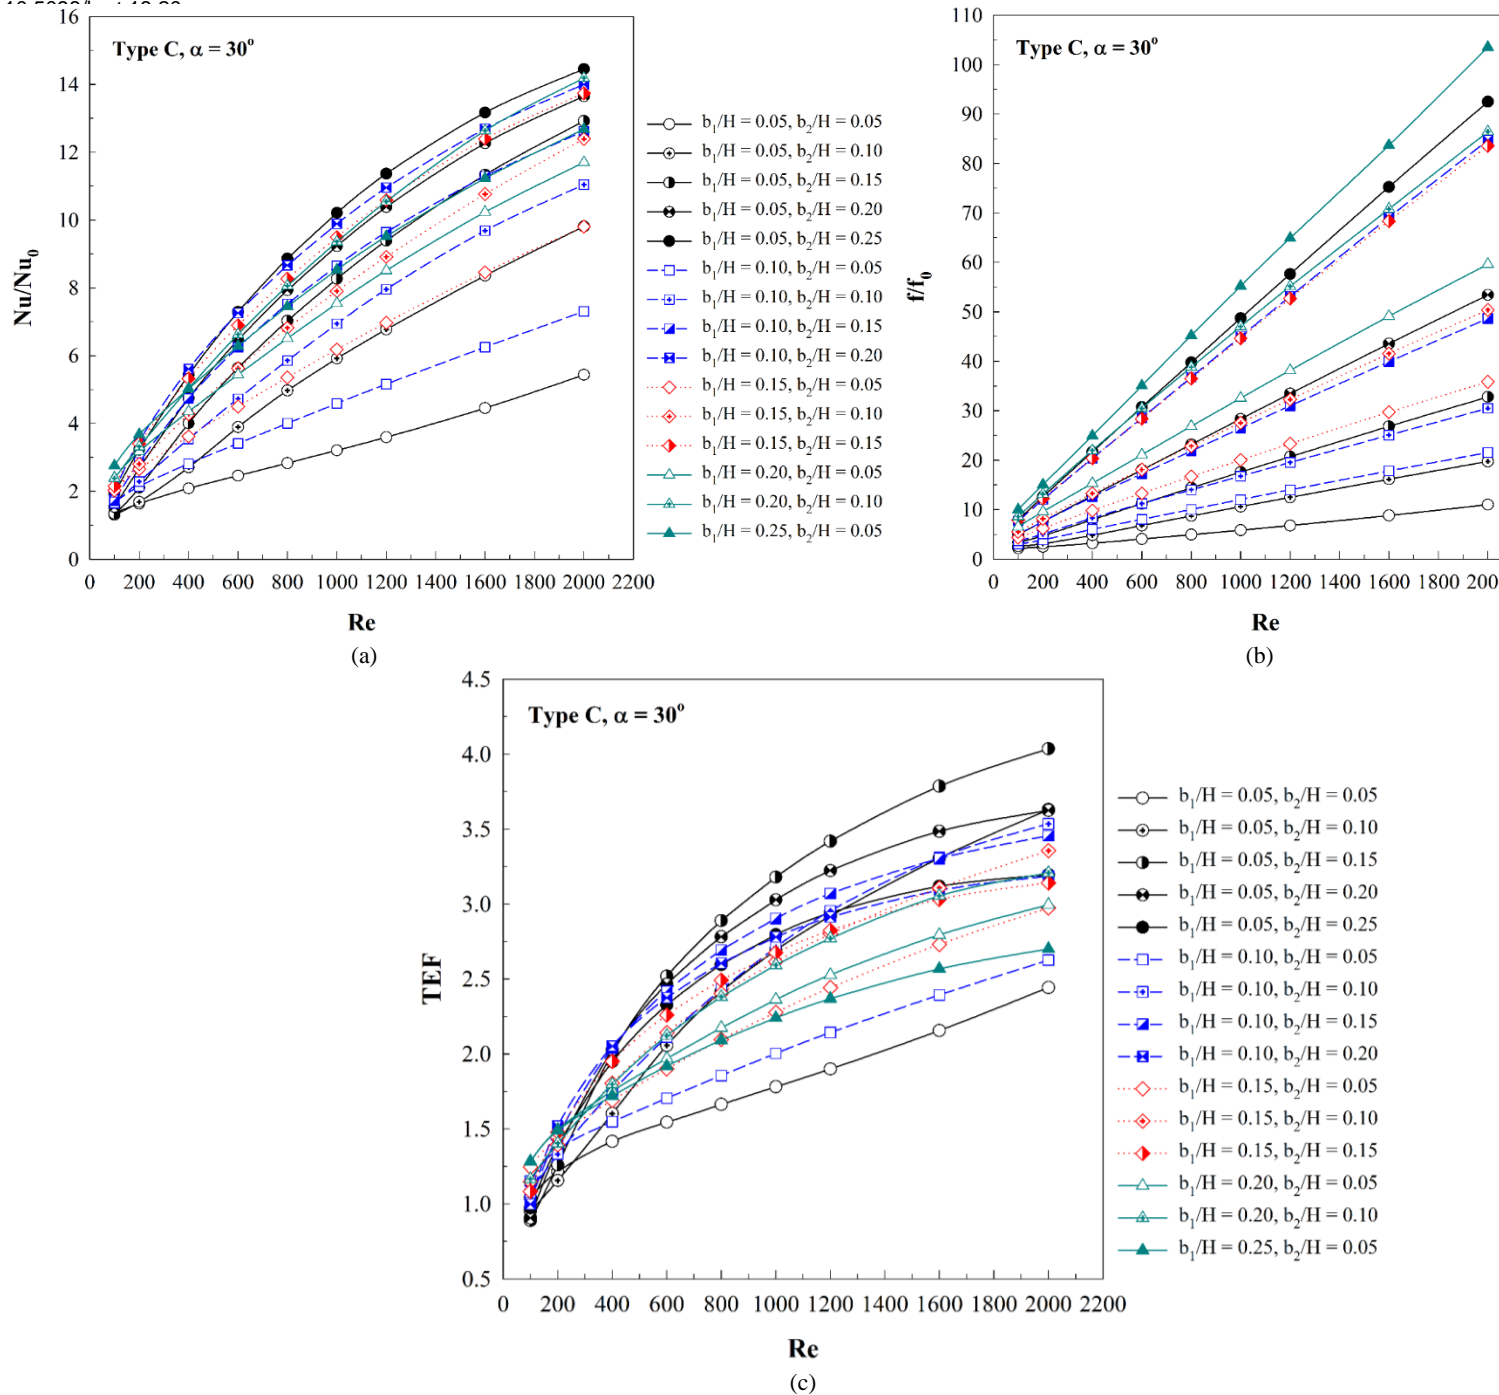 16
14
12
10
8
6
4
2
0
Nu/Nu0
Type C, α = 30°
0 200 400 600 800 1000 1200 1400 1600 1800 2000 2200
Re
(a)
b1/H = 0.05, b2/H = 0.05
b1/H = 0.05, b2/H = 0.10
b1/H = 0.05, b2/H = 0.15
b1/H = 0.05, b2/H = 0.20
b1/H = 0.05, b2/H = 0.25
b1/H = 0.10, b2/H = 0.05
b1/H = 0.10, b2/H = 0.10
b1/H = 0.10, b2/H = 0.15
b1/H = 0.10, b2/H = 0.20
b1/H = 0.15, b2/H = 0.05
b1/H = 0.15, b2/H = 0.10
b1/H = 0.15, b2/H = 0.15
b1/H = 0.20, b2/H = 0.05
b1/H = 0.20, b2/H = 0.10
b1/H = 0.25, b2/H = 0.05
110
100
90
80
70
60
50
40
30
20
10
0
f/f0
Type C, α = 30°
0 200 400 600 800 1000 1200 1400 1600 1800 200
Re
(b)
4.5
4.0
3.5
3.0
2.5
2.0
1.5
1.0
0.5
TEF
Type C, α = 30°
0 200 400 600 800 1000 1200 1400 1600 1800 2000 2200
Re
(c)
b1/H = 0.05, b2/H = 0.05
b1/H = 0.05, b2/H = 0.10
b1/H = 0.05, b2/H = 0.15
b1/H = 0.05, b2/H = 0.20
b1/H = 0.05, b2/H = 0.25
b1/H = 0.10, b2/H = 0.05
b1/H = 0.10, b2/H = 0.10
b1/H = 0.10, b2/H = 0.15
b1/H = 0.10, b2/H = 0.20
b1/H = 0.15, b2/H = 0.05
b1/H = 0.15, b2/H = 0.10
b1/H = 0.15, b2/H = 0.15
b1/H = 0.20, b2/H = 0.05
b1/H = 0.20, b2/H = 0.10
b1/H = 0.25, b2/H = 0.05